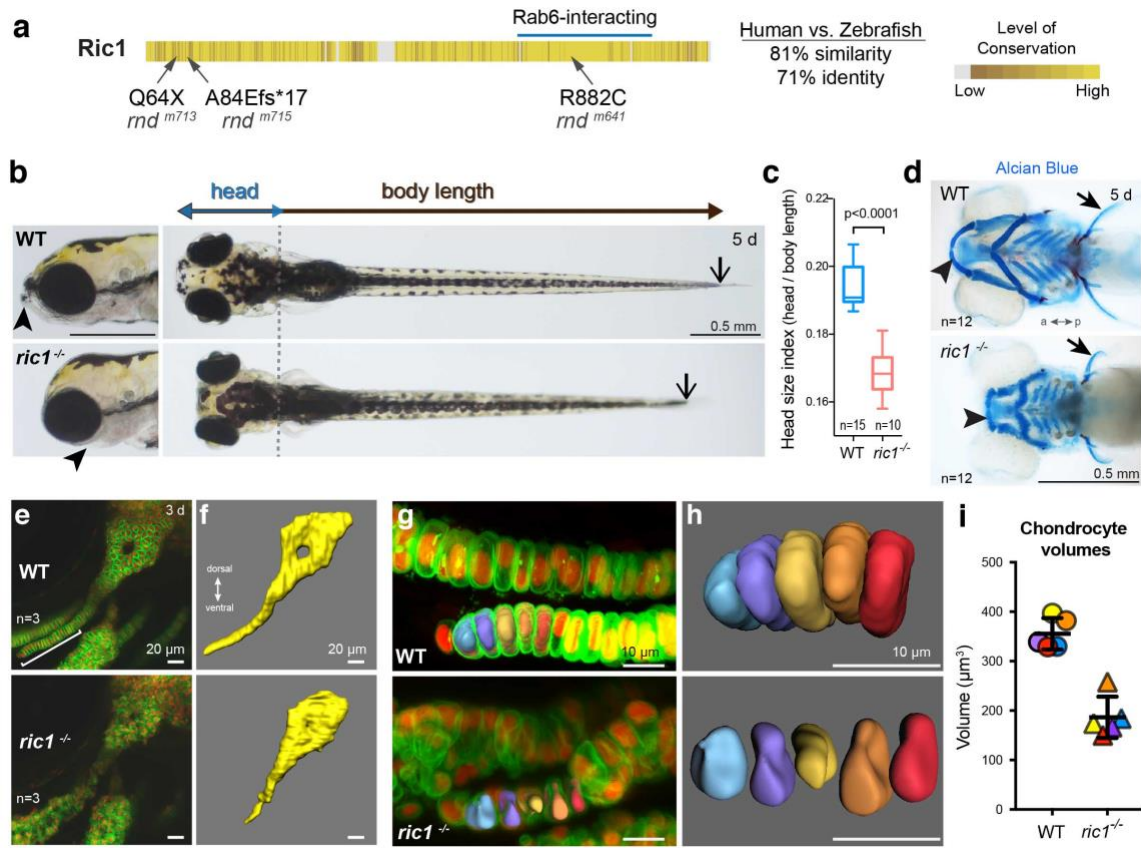 a
Ric1
Rab6-interacting
Q64X
rnd m713
A84Efs*17
rnd m715
R882C
rnd m641
Human vs. Zebrafish
81% similarity
71% identity
Level of
Conservation
Low
High
b
head
body length
WT
5 d
0.5 mm
ric1 -/-
c
Head size index (head / body length)
0.22
0.20
0.18
0.16
p<0.0001
n=15
n=10
WT
ric1-/-
d
Alcian Blue
WT
5 d
n=12
a p
ric1 -/-
n=12
0.5 mm
e
3 d
WT
n=3
20 µm
ric1 -/-
n=3
f
dorsal
ventral
20 µm
g
WT
10 µm
ric1 -/-
h
10 µm
i
Chondrocyte
volumes
Volume (µm³)
500
400
300
200
100
0
WT
ric1-/-